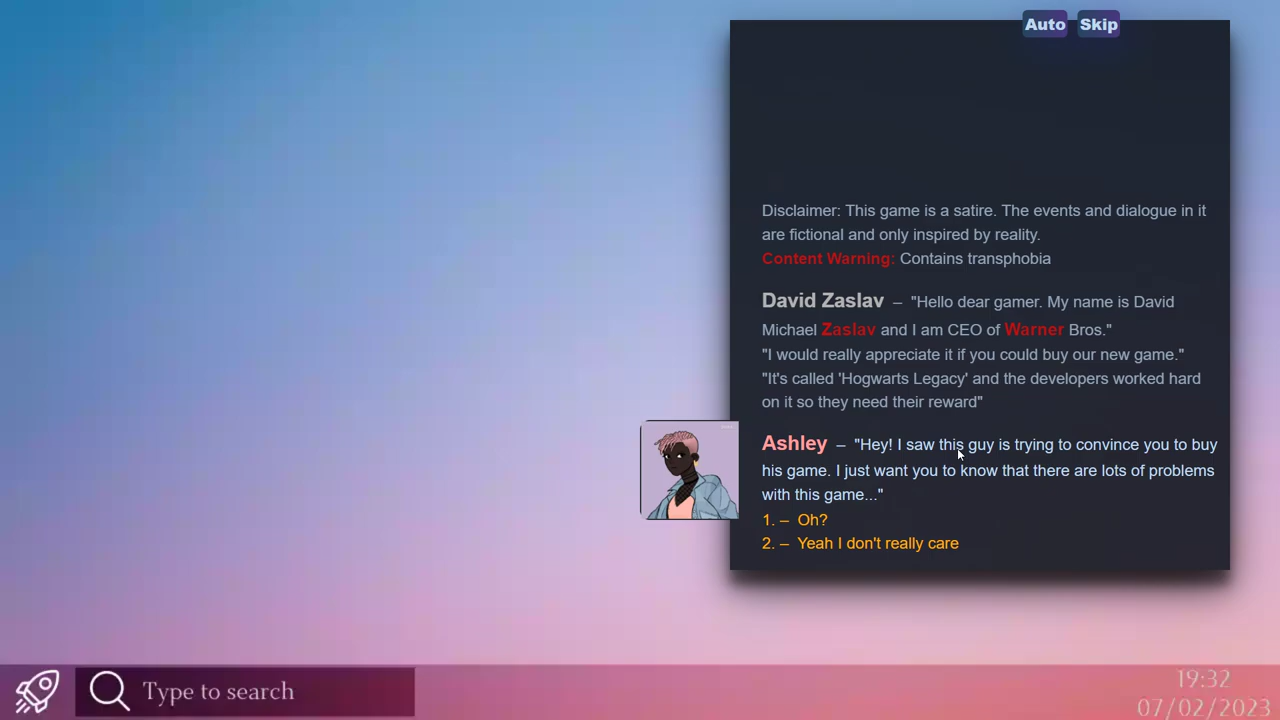 Auto Skip
Disclaimer: This game is a satire. The events and dialogue in it
are fictional and only inspired by reality.
Content Warning: Contains transphobia
David Zaslav – "Hello dear gamer. My name is David
Michael Zaslav and I am CEO of Warner Bros."
"I would really appreciate it if you could buy our new game."
"It's called 'Hogwarts Legacy' and the developers worked hard
on it so they need their reward"
Ashley – "Hey! I saw this guy is trying to convince you to buy
his game. I just want you to know that there are lots of problems
with this game..."
1. – Oh?
2. – Yeah I don't really care
Type to search
19:32
07/02/2023